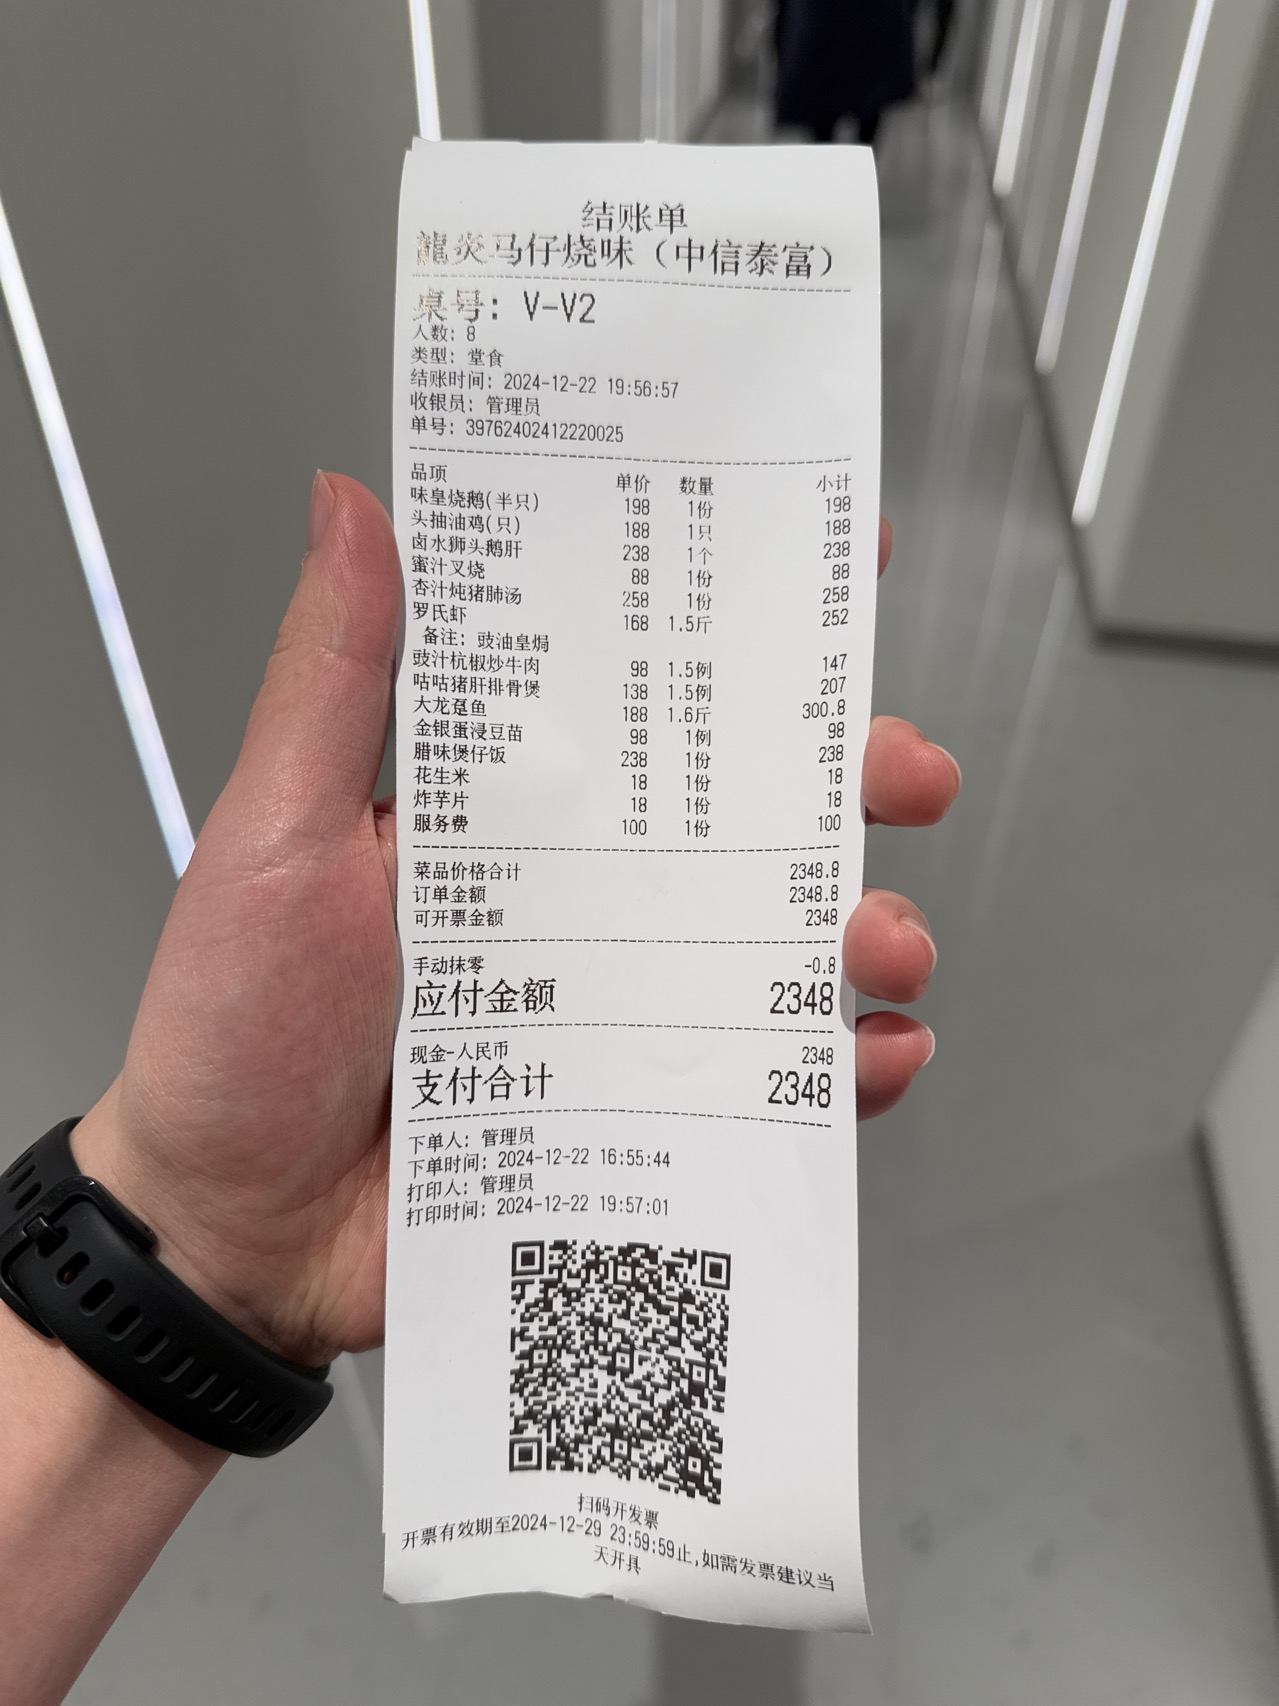 结账单
龍炎马仔烧味（中信泰富）
桌号: V-V2
人数: 8
类型: 堂食
结账时间: 2024-12-22 19:56:57
收银员: 管理员
单号: 39762402412220025
品项 单价 数量 小计
味皇烧鹅(半只) 198 1份 198
头抽油鸡(只) 188 1只 188
卤水狮头鹅肝 238 1个 238
蜜汁叉烧 88 1份 88
杏汁炖猪肺汤 258 1份 258
罗氏虾 168 1.5斤 252
备注: 豉油皇焗
豉汁杭椒炒牛肉 98 1.5例 147
咕咕猪肝排骨煲 138 1.5例 207
大龙趸鱼 188 1.6斤 300.8
金银蛋浸豆苗 98 1例 98
腊味煲仔饭 238 1份 238
花生米 18 1份 18
炸芋片 18 1份 18
服务费 100 1份 100
菜品价格合计 2348.8
订单金额 2348.8
可开票金额 2348
手动抹零 -0.8
应付金额 2348
现金-人民币 2348
支付合计 2348
下单人: 管理员
下单时间: 2024-12-22 16:55:44
打印人: 管理员
打印时间: 2024-12-22 19:57:01
扫码开发票
开票有效期至2024-12-29 23:59:59止,如需发票建议当
天开具